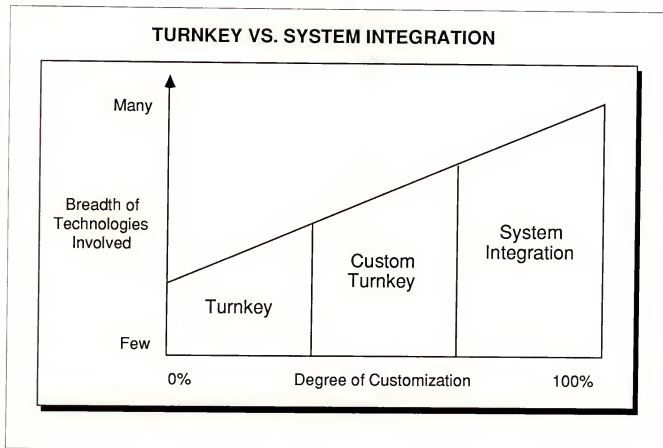 TURNKEY VS. SYSTEM INTEGRATION
Many
Breadth of
Technologies
Involved
Few
Turnkey
Custom
Turnkey
System
Integration
0%
Degree of Customization
100%